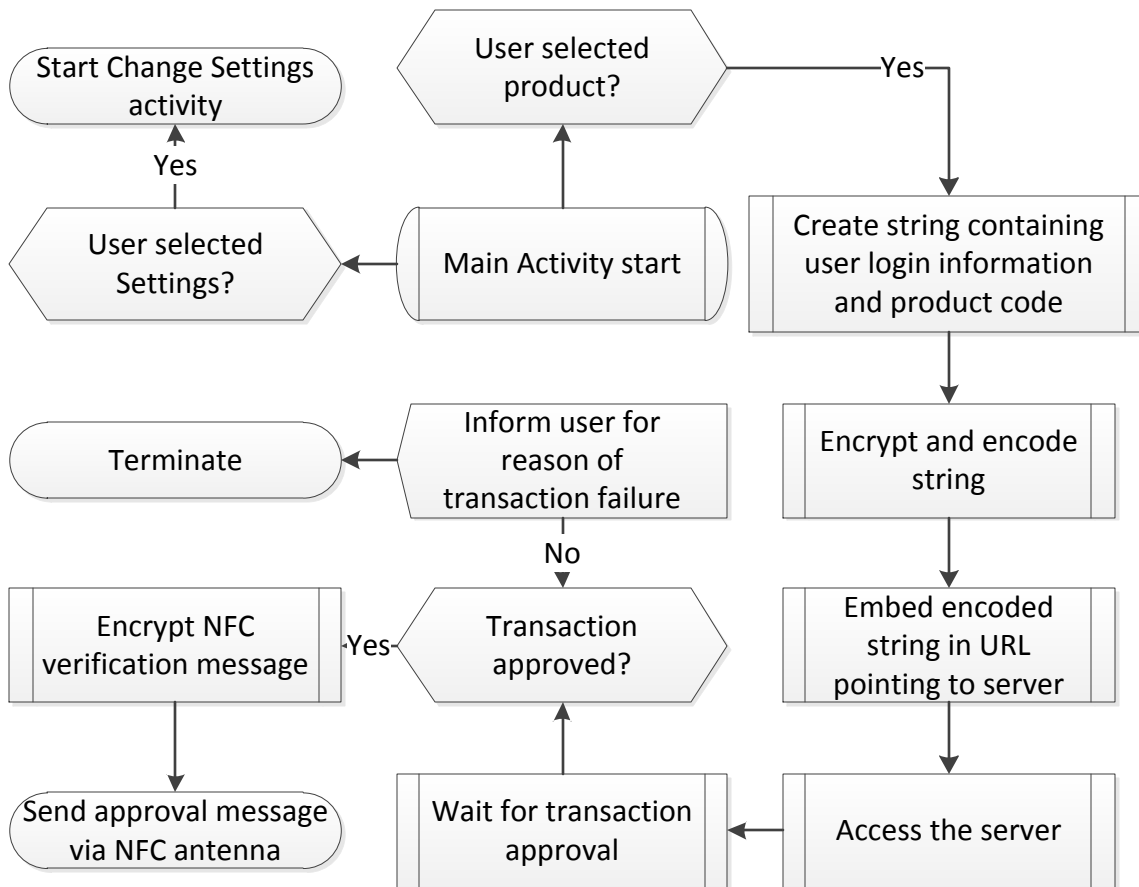 Start Change Settings
activity
User selected
product?
Yes
Yes
User selected
Settings?
Main Activity start
Create string containing
user login information
and product code
Terminate
Inform user for
reason of
transaction failure
Encrypt and encode
string
No
Encrypt NFC
verification message
Yes
Transaction
approved?
Embed encoded
string in URL
pointing to server
Send approval message
via NFC antenna
Wait for transaction
approval
Access the server